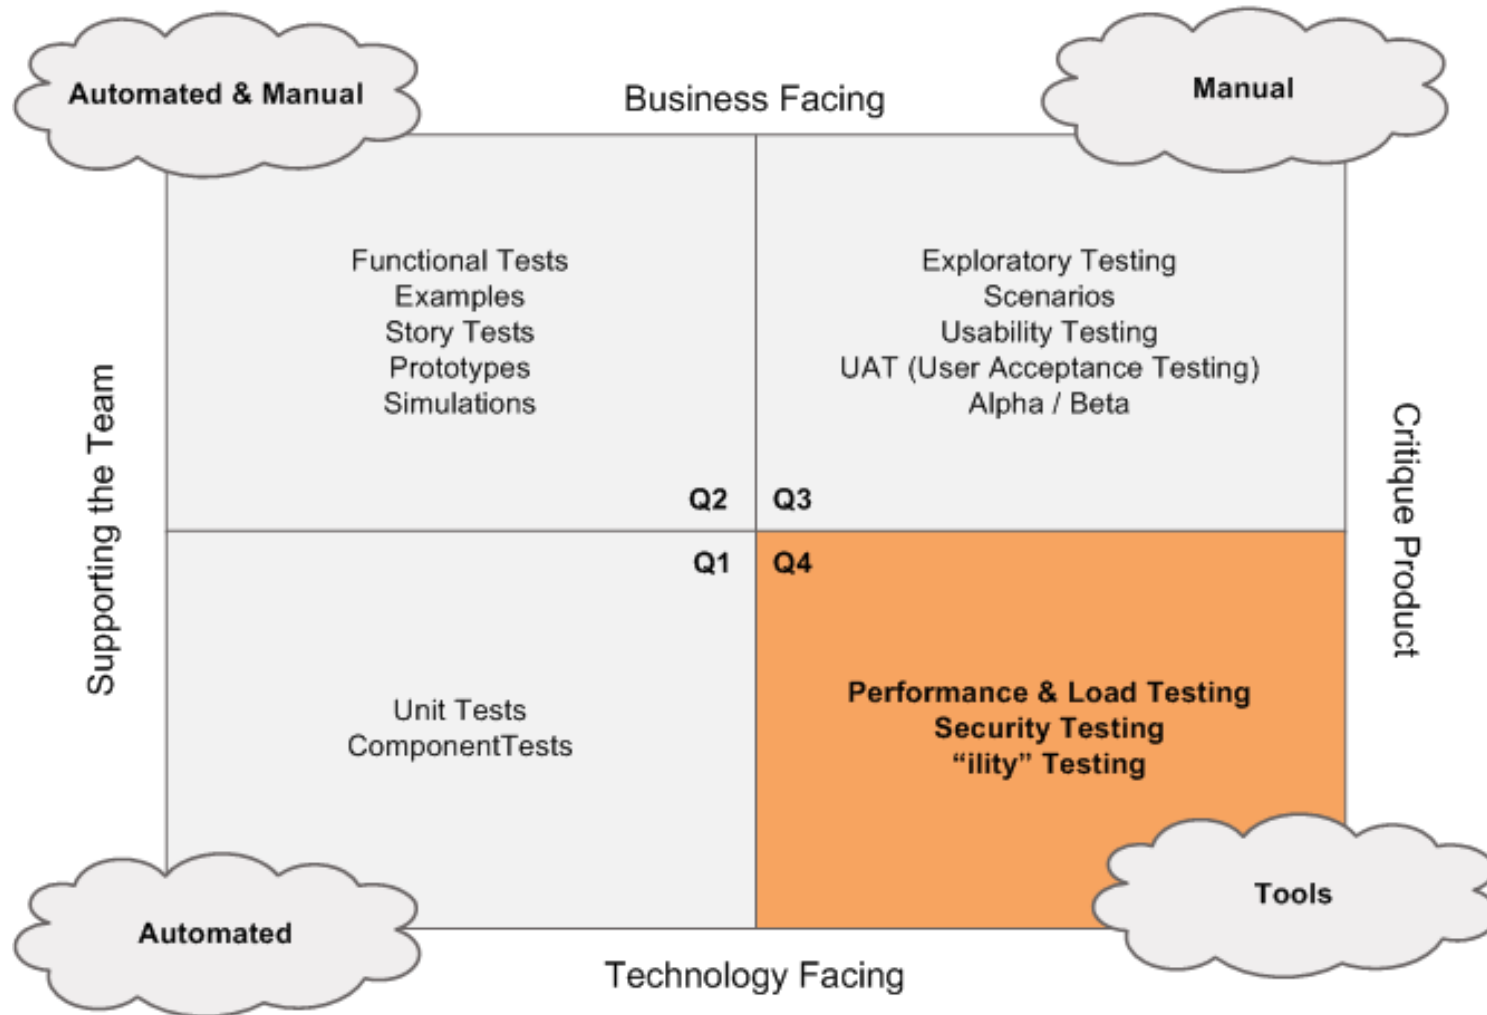 Automated & Manual
Business Facing
Manual
Functional Tests
Examples
Story Tests
Prototypes
Simulations
Q2
Exploratory Testing
Scenarios
Usability Testing
UAT (User Acceptance Testing)
Alpha / Beta
Q3
Supporting the Team
Critique Product
Q1
Unit Tests
ComponentTests
Q4
Performance & Load Testing
Security Testing
“ility” Testing
Automated
Technology Facing
Tools